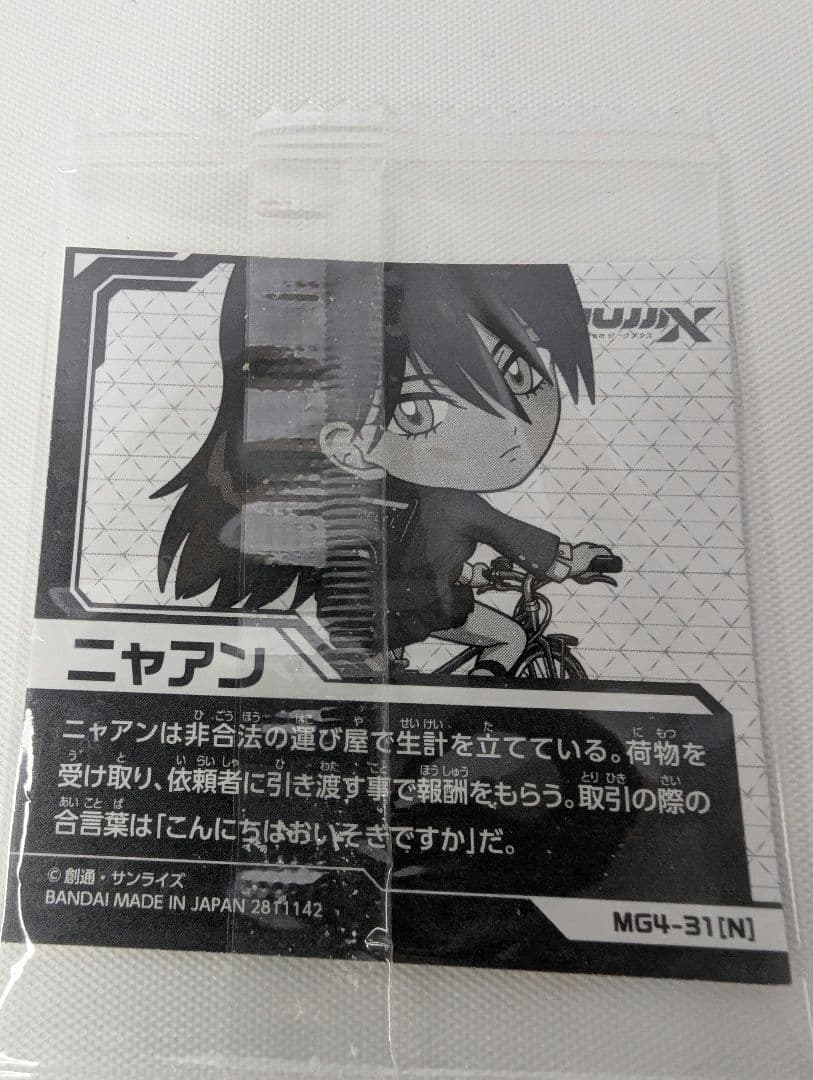 ニャアン
ニャアンは非合法の運び屋で生計を立てている。荷物を
受け取り、依頼者に引き渡す事で報酬をもらう。取引の際の
合言葉は「こんにちはおいそぎですか」だ。
© 創通・サンライズ
BANDAI MADE IN JAPAN 2811142
MG4-31[N]